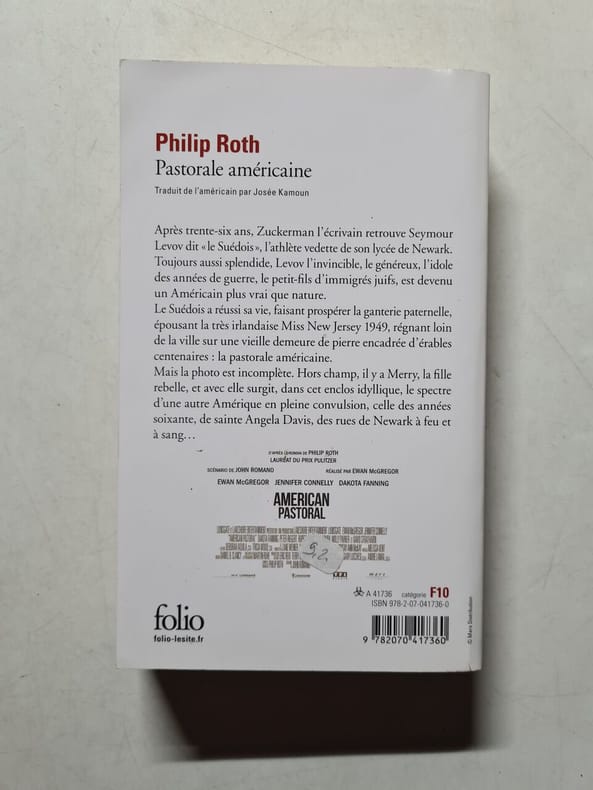 Philip Roth
Pastorale américaine
Traduit de l'américain par Josée Kamoun
Après trente-six ans, Zuckerman l'écrivain retrouve Seymour
Levov dit « le Suédois », l'athlète vedette de son lycée de Newark.
Toujours aussi splendide, Levov l'invincible, le généreux, l'idole
des années de guerre, le petit-fils d'immigrés juifs, est devenu
un Américain plus vrai que nature.
Le Suédois a réussi sa vie, faisant prospérer la ganterie paternelle,
épousant la très irlandaise Miss New Jersey 1949, régnant loin
de la ville sur une vieille demeure de pierre encadrée d'érables
centenaires : la pastorale américaine.
Mais la photo est incomplète. Hors champ, il y a Merry, la fille
rebelle, et avec elle surgit, dans cet enclos idyllique, le spectre
d'une autre Amérique en pleine convulsion, celle des années
soixante, de sainte Angela Davis, des rues de Newark à feu et
à sang...
D'APRÈS LE ROMAN DE PHILIP ROTH
LAURÉAT DU PRIX PULITZER
SCÉNARIO DE JOHN ROMANO RÉALISÉ PAR EWAN McGREGOR
EWAN McGREGOR JENNIFER CONNELLY DAKOTA FANNING
AMERICAN
PASTORAL
9,2
A 41736 catégorie F10
ISBN 978-2-07-041736-0
folio
folio-lesite.fr
9 782070 417360
© Mars Distribution